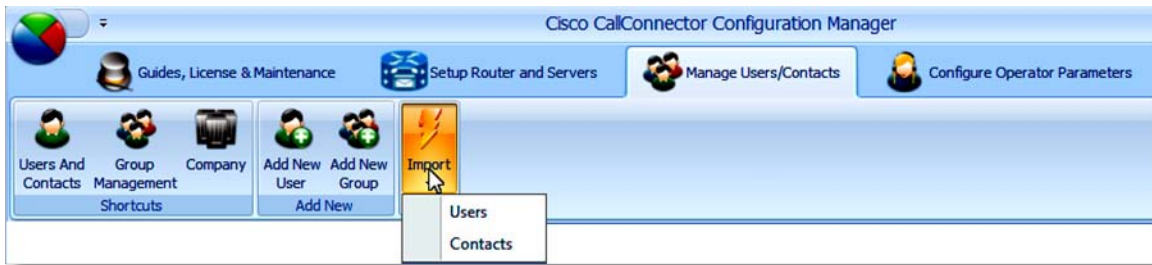 Cisco CallConnector Configuration Manager
Guides, License & Maintenance Setup Router and Servers Manage Users/Contacts Configure Operator Parameters
Users And Contacts Group Management Company Add New User Add New Group Import
Shortcuts Add New
Users
Contacts